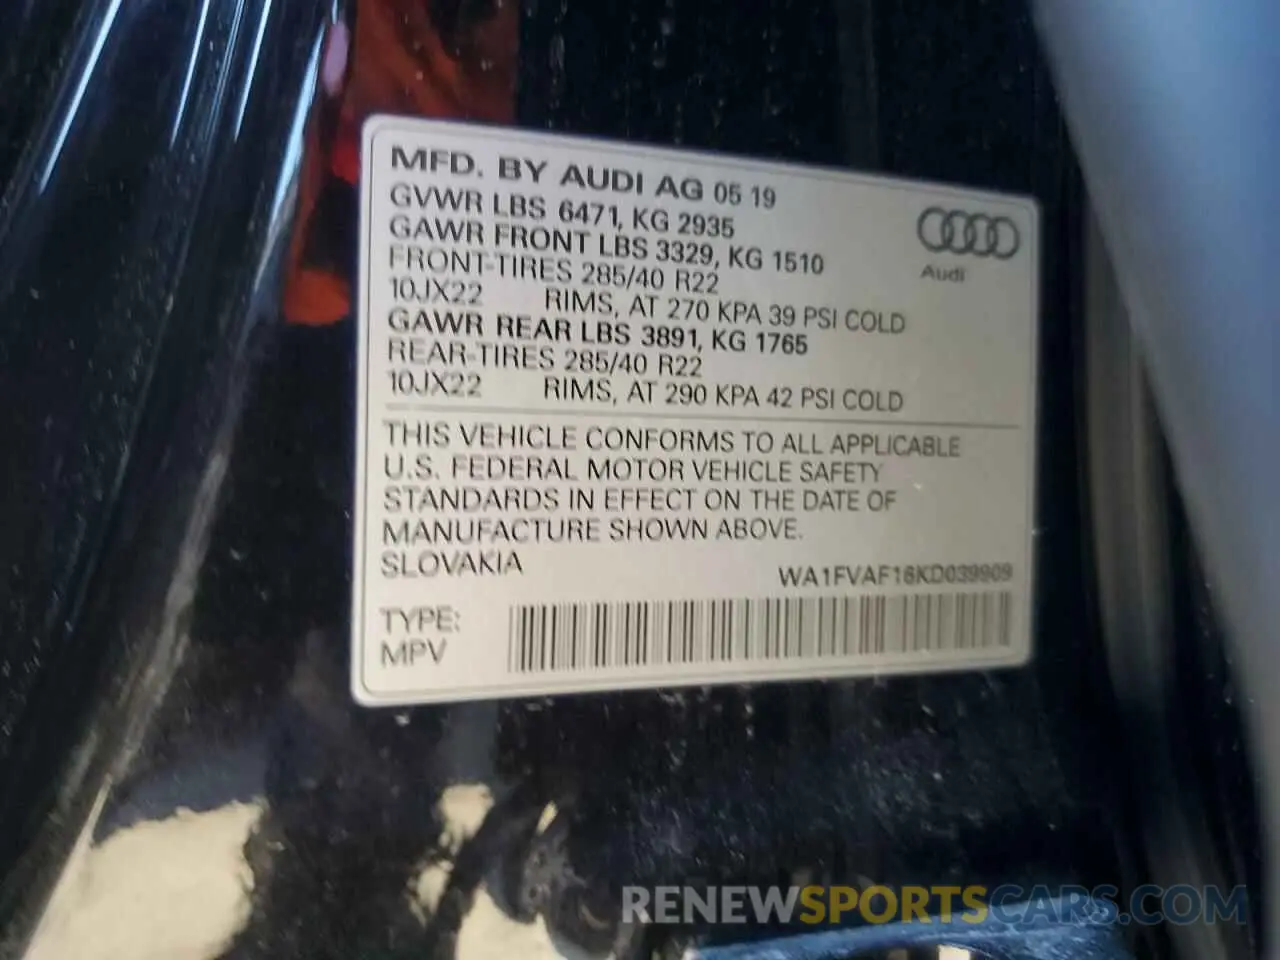 MFD. BY AUDI AG 05 19
GVWR LBS 6471, KG 2935
GAWR FRONT LBS 3329, KG 1510
FRONT-TIRES 285/40 R22
10JX22 RIMS, AT 270 KPA 39 PSI COLD
GAWR REAR LBS 3891, KG 1765
REAR-TIRES 285/40 R22
10JX22 RIMS, AT 290 KPA 42 PSI COLD
Audi
THIS VEHICLE CONFORMS TO ALL APPLICABLE
U.S. FEDERAL MOTOR VEHICLE SAFETY
STANDARDS IN EFFECT ON THE DATE OF
MANUFACTURE SHOWN ABOVE.
SLOVAKIA
WA1FVAF16KD039909
TYPE:
MPV
RENEWSPORTSCARS.COM